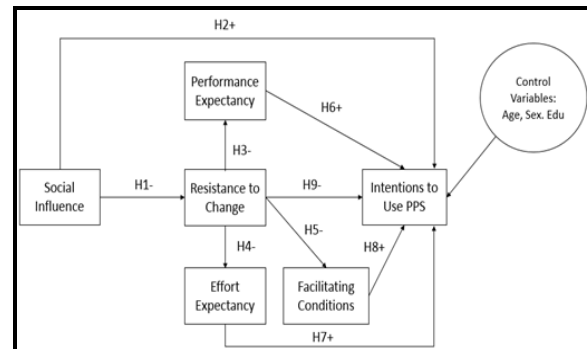 H2+
Performance
Expectancy
H6+
Control
Variables:
Age, Sex. Edu
H3-
Social
Influence
H1-
Resistance to
Change
H9-
Intentions to
Use PPS
H5-
H4-
H8+
Effort
Expectancy
Facilitating
Conditions
H7+